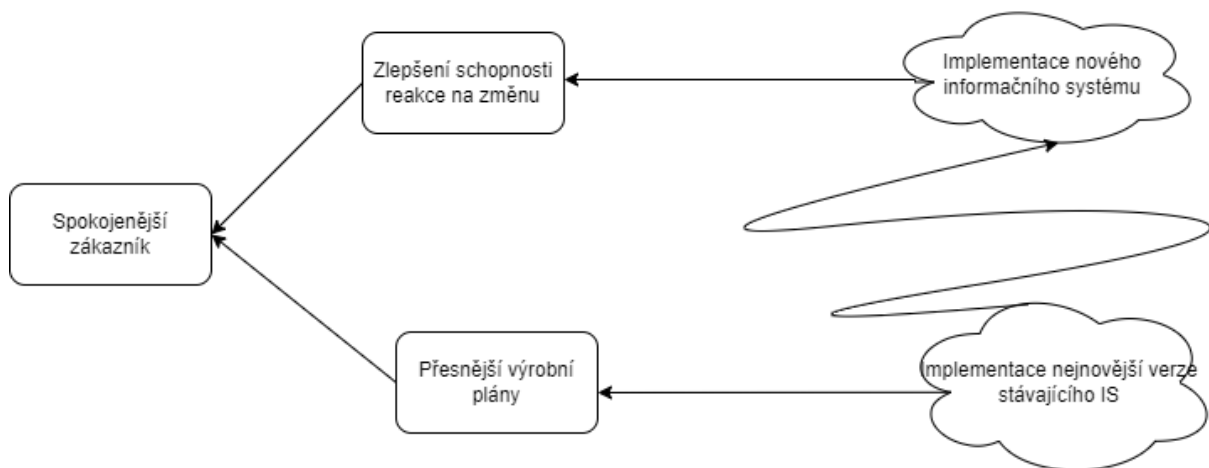 Zlepšení schopnosti
reakce na změnu
Implementace nového
informačního systému
Spokojenější
zákazník
Přesnější výrobní
plány
Implementace nejnovější verze
stávajícího IS